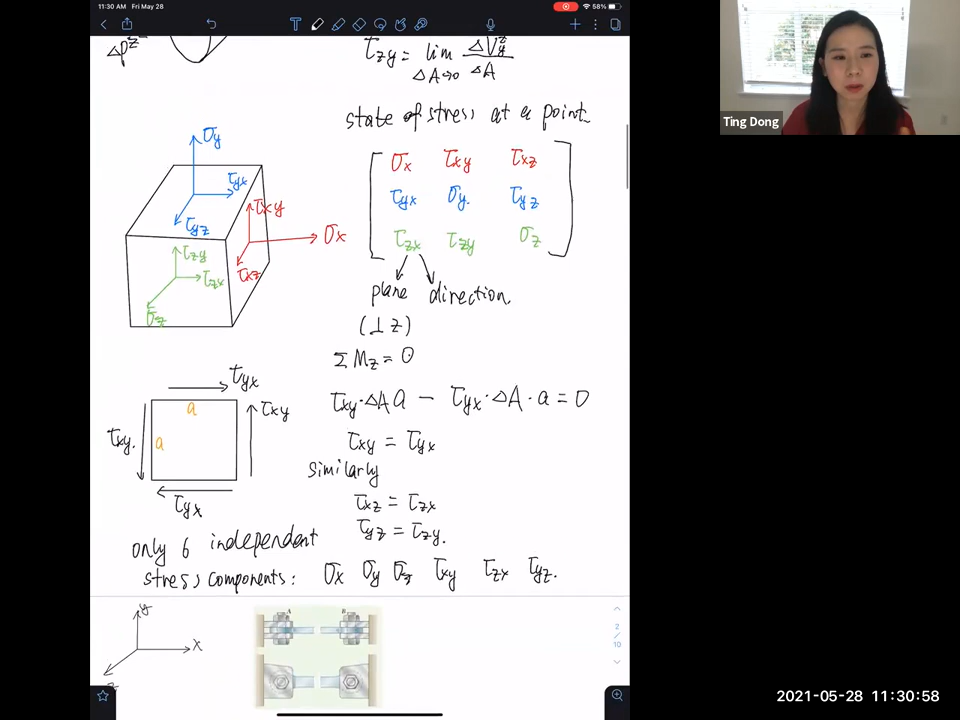 11:30 AM Fri May 28
58%
ΔP^z
τzy = lim ΔV^z_y / ΔA
ΔA→0
state of stress at a point
σy
τyx
τyz
τxy
σx
τxz
τzy
τzx
σz
σx τxy τxz
τyx σy τyz
τzx τzy σz
plane direction
(⊥z)
ΣMz = 0
τxy·ΔA a − τyx·ΔA·a = 0
τxy = τyx
τyx
a
τxy
a
τxy
τyx
similarly
τxz = τzx
τyz = τzy.
only 6 independent
stress components: σx σy σz τxy τzx τyz.
y
x
A B
2
/
10
Ting Dong
2021-05-28 11:30:58